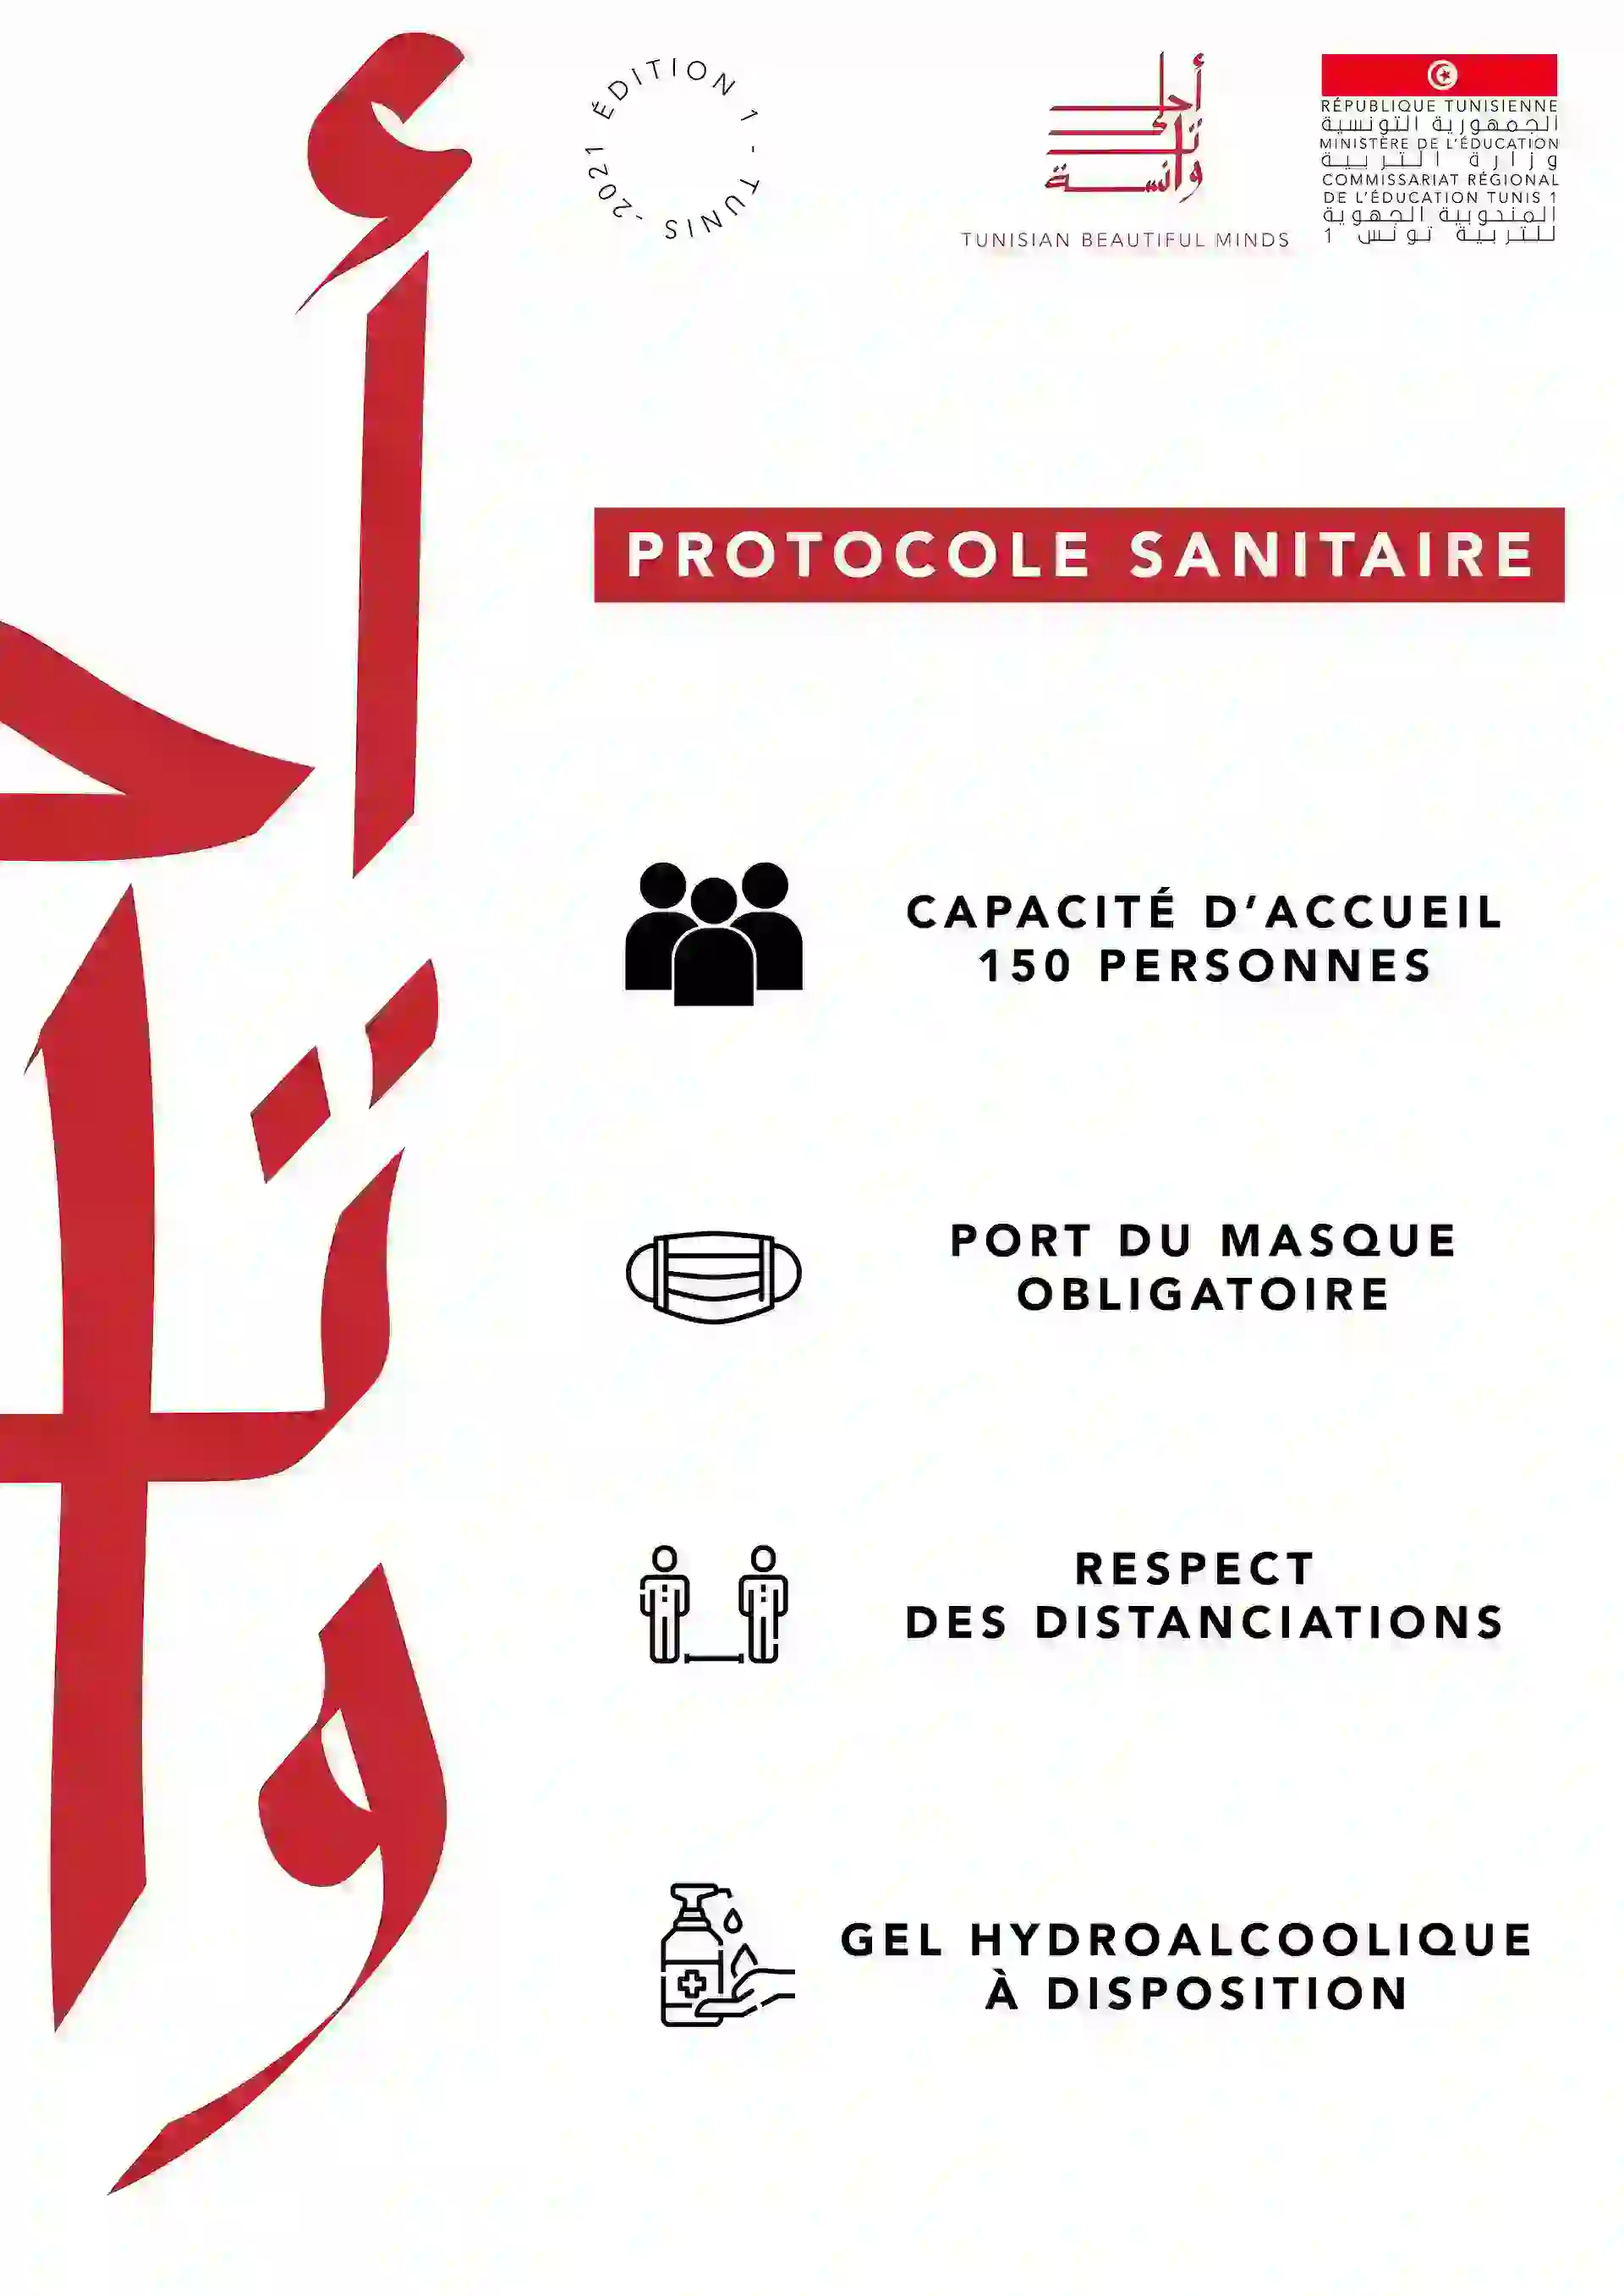 ÉDITION 1 - TUNIS - 2021
TUNISIAN BEAUTIFUL MINDS
RÉPUBLIQUE TUNISIENNE
الجمهورية التونسية
MINISTÈRE DE L'ÉDUCATION
وزارة التربية
COMMISSARIAT RÉGIONAL
DE L'ÉDUCATION TUNIS 1
المندوبية الجهوية
للتربية تونس 1
PROTOCOLE SANITAIRE
CAPACITÉ D'ACCUEIL
150 PERSONNES
PORT DU MASQUE
OBLIGATOIRE
RESPECT
DES DISTANCIATIONS
GEL HYDROALCOOLIQUE
À DISPOSITION